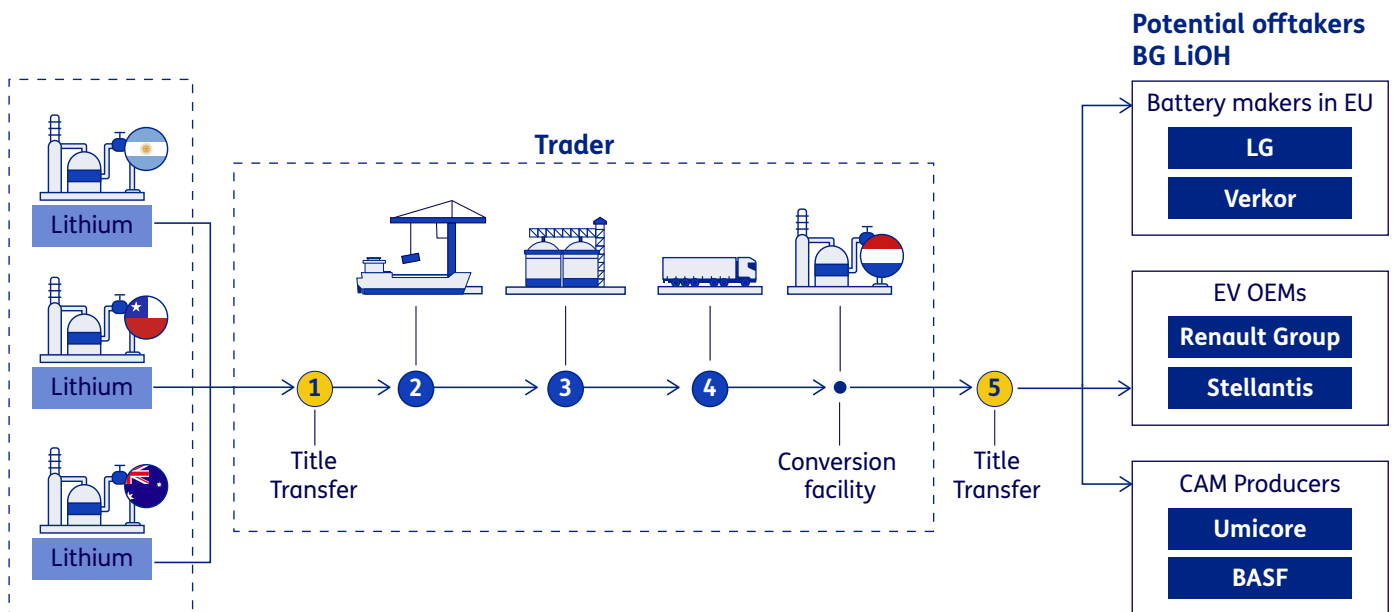 Potential offtakers
BG LiOH
Battery makers in EU
LG
Verkor
Trader
Lithium
Lithium
Lithium
1
2
3
4
5
Title
Transfer
Conversion
facility
Title
Transfer
EV OEMs
Renault Group
Stellantis
CAM Producers
Umicore
BASF